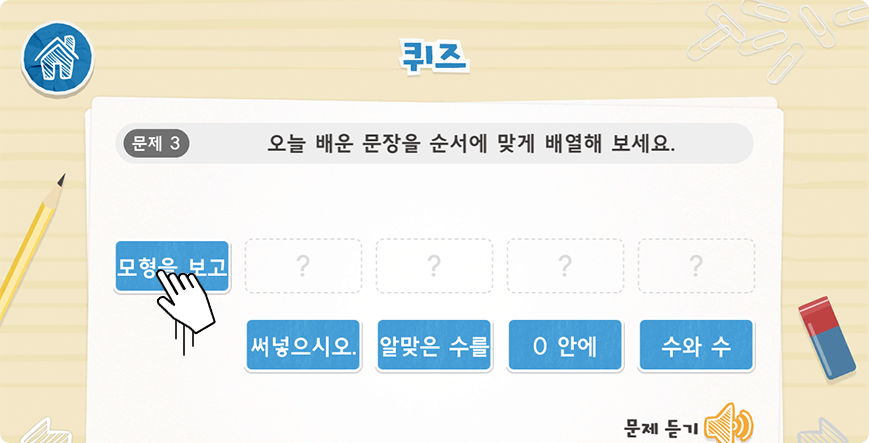 퀴즈
문제 3 오늘 배운 문장을 순서에 맞게 배열해 보세요.
모형을 보고 ? ? ? ?
써넣으시오. 알맞은 수를 0 안에 수와 수
문제 듣기